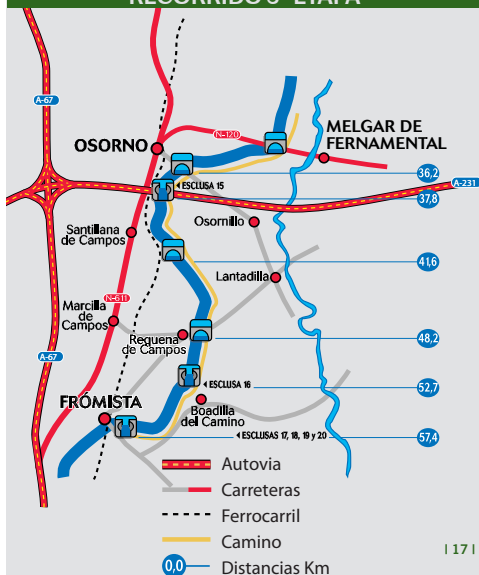 RECORRIDO 3ª ETAPA
A-67
N-120
MELGAR DE
FERNAMENTAL
OSORNO
36,2
ESCLUSA 15
A-231
37,8
Osornillo
Santillana
de Campos
41,6
Lantadilla
N-611
Marcilla
de Campos
Requena
de Campos
48,2
A-67
ESCLUSA 16
52,7
FRÓMISTA
Boadilla
del Camino
ESCLUSAS 17, 18, 19 y 20
57,4
Autovia
Carreteras
Ferrocarril
Camino
0,0 Distancias Km
| 17 |